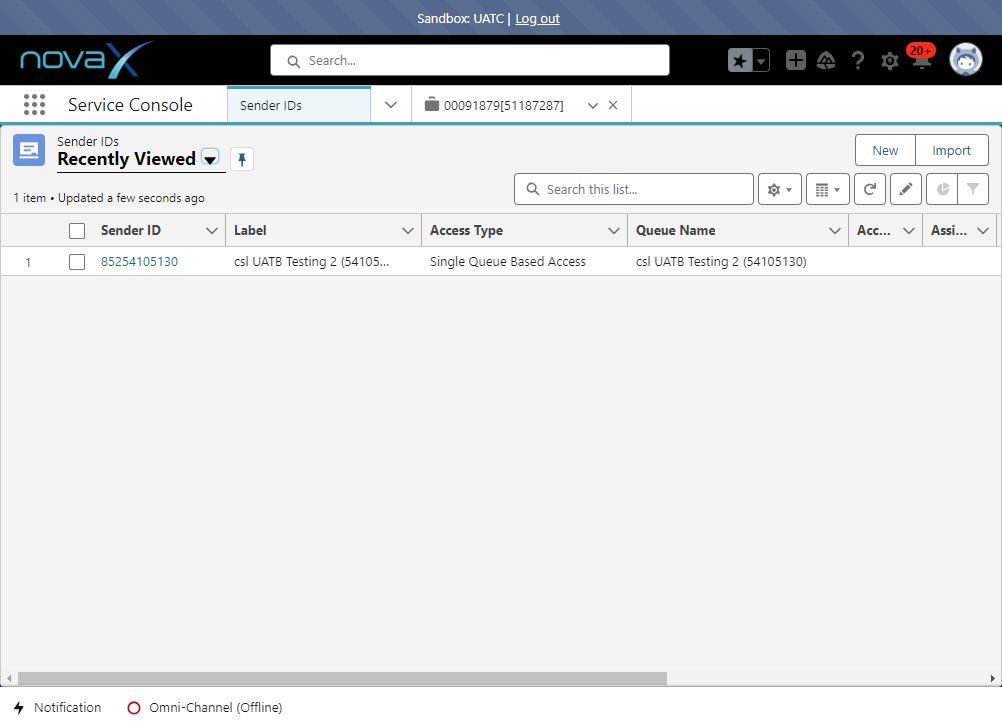 Sandbox: UATC | Log out
novaX
Search...
20+
Service Console
Sender IDs
00091879[51187287]
Sender IDs
Recently Viewed
New
Import
1 item • Updated a few seconds ago
Search this list...
Sender ID
Label
Access Type
Queue Name
Acc...
Assi...
1
85254105130
csl UATB Testing 2 (54105...
Single Queue Based Access
csl UATB Testing 2 (54105130)
Notification
Omni-Channel (Offline)